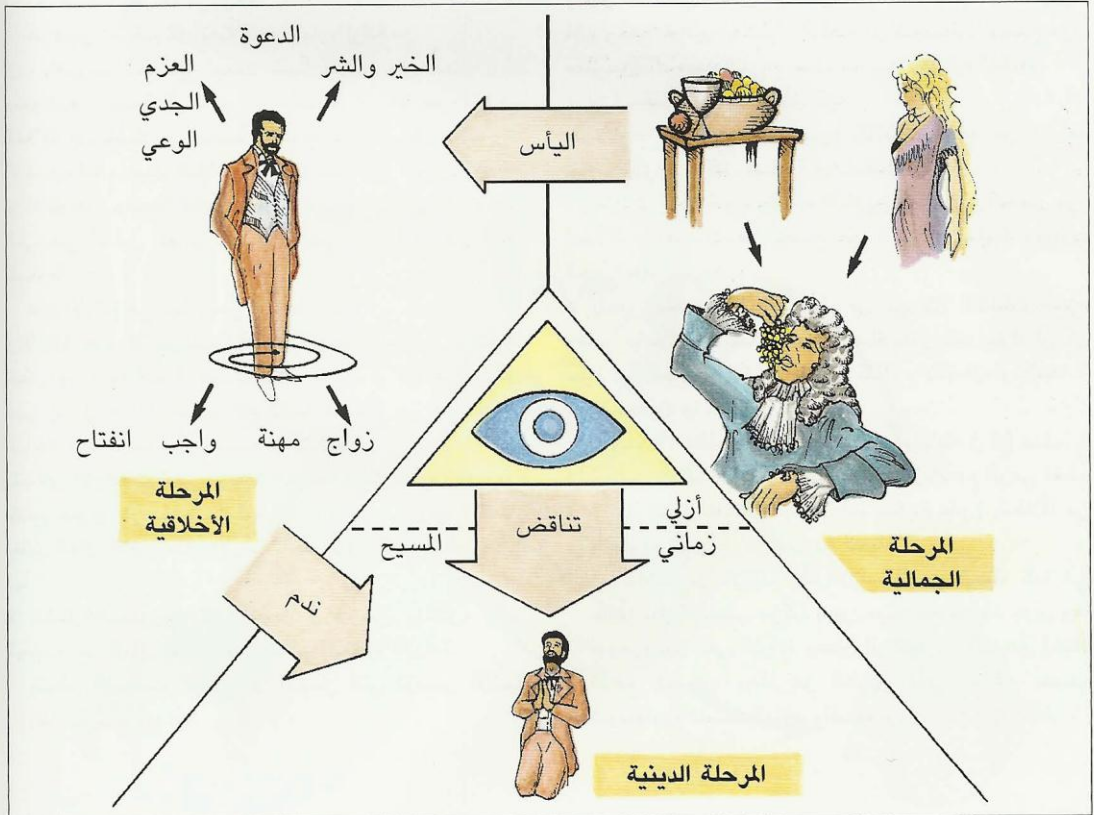 الدعوة
الخير والشر
العزم
الجدي
الوعي
اليأس
زواج مهنة واجب انفتاح
المرحلة
الأخلاقية
المرحلة
الجمالية
أزلي
زماني
تناقض
المسيح
ندم
المرحلة الدينية